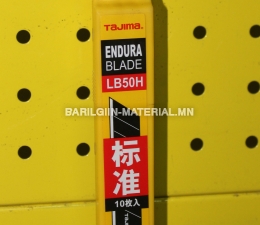 TAJIMA
ENDURA
BLADE
LB50H
BARILGIIN-MATERIAL.MN
标
准
10枚入